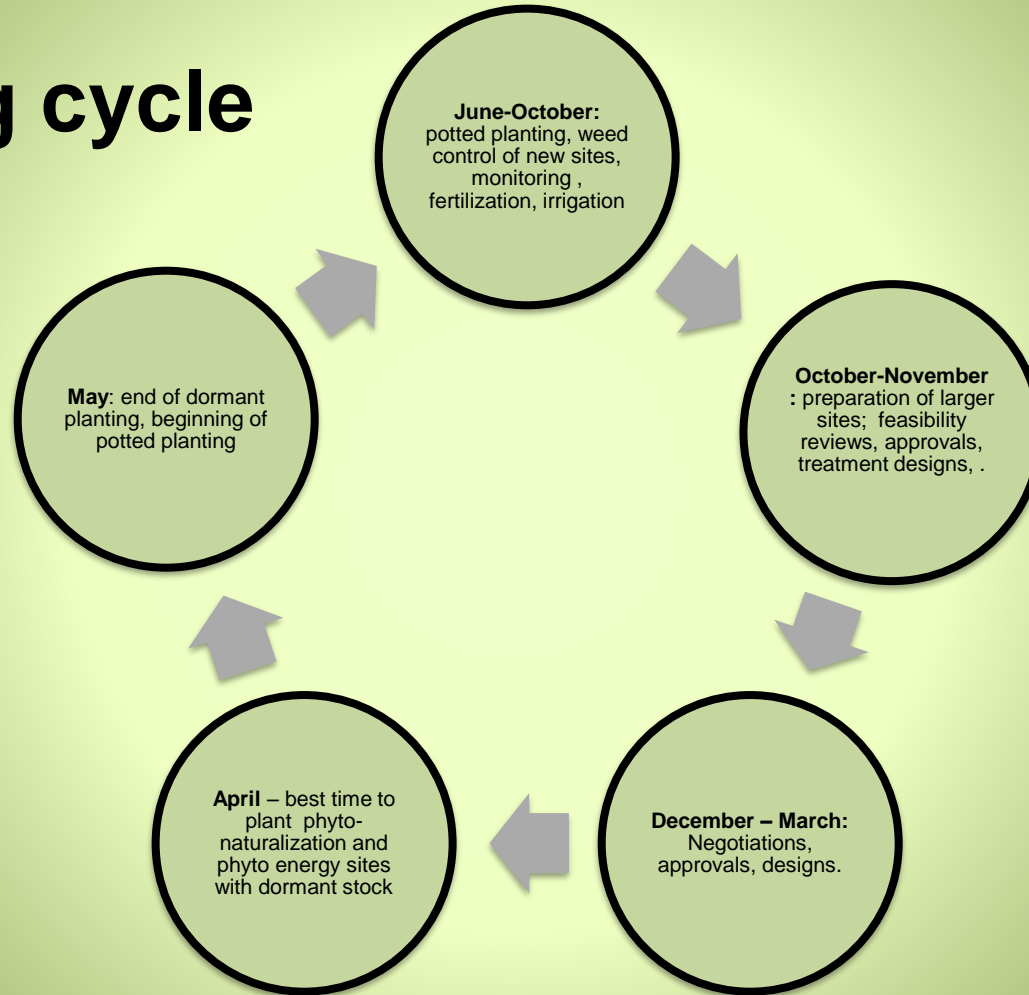 g cycle
June-October:
potted planting, weed
control of new sites,
monitoring ,
fertilization, irrigation
October-November
: preparation of larger
sites;  feasibility
reviews, approvals,
treatment designs, .
December – March:
Negotiations,
approvals, designs.
April – best time to
plant  phyto-
naturalization and
phyto energy sites
with dormant stock
May: end of dormant
planting, beginning of
potted planting